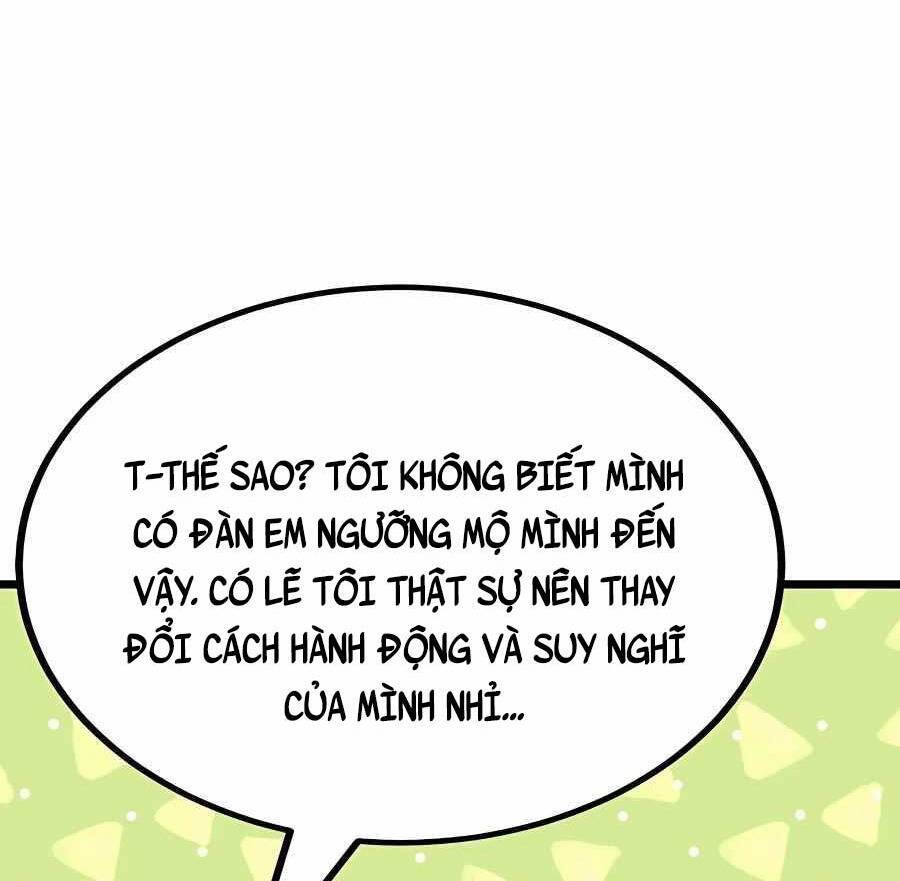 T-THẾ SAO? TÔI KHÔNG BIẾT MÌNH
CÓ ĐÀN EM NGƯỠNG MỘ MÌNH ĐẾN
VẬY. CÓ LẼ TÔI THẬT SỰ NÊN THAY
ĐỔI CÁCH HÀNH ĐỘNG VÀ SUY NGHĨ
CỦA MÌNH NHỈ...